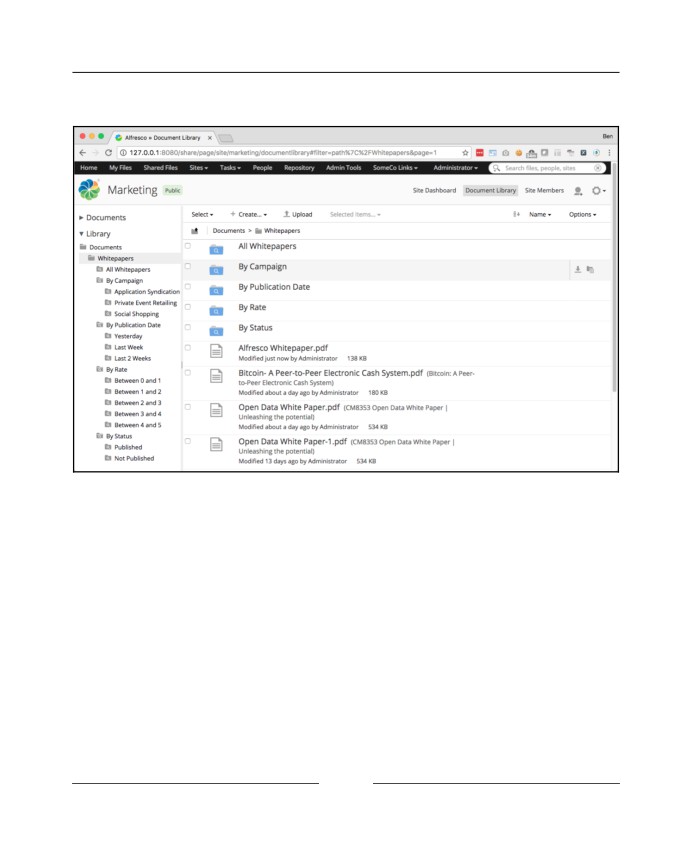 Alfresco » Document Library
Ben
127.0.0.1:8080/share/page/site/marketing/documentlibrary#filter=path%7C%2FWhitepapers&page=1
Home My Files Shared Files Sites Tasks People Repository Admin Tools SomeCo Links Administrator Search files, people, sites
Marketing Public Site Dashboard Document Library Site Members
Documents
Library
Documents
Whitepapers
All Whitepapers
By Campaign
Application Syndication
Private Event Retailing
Social Shopping
By Publication Date
Yesterday
Last Week
Last 2 Weeks
By Rate
Between 0 and 1
Between 1 and 2
Between 2 and 3
Between 3 and 4
Between 4 and 5
By Status
Published
Not Published
Select + Create... Upload Selected items... Name Options
Documents > Whitepapers
All Whitepapers
By Campaign
By Publication Date
By Rate
By Status
Alfresco Whitepaper.pdf
Modified just now by Administrator 138 KB
Bitcoin- A Peer-to-Peer Electronic Cash System.pdf (Bitcoin: A Peer-
to-Peer Electronic Cash System)
Modified about a day ago by Administrator 180 KB
Open Data White Paper.pdf (CM8353 Open Data White Paper |
Unleashing the potential)
Modified about a day ago by Administrator 534 KB
Open Data White Paper-1.pdf (CM8353 Open Data White Paper |
Unleashing the potential)
Modified 13 days ago by Administrator 534 KB